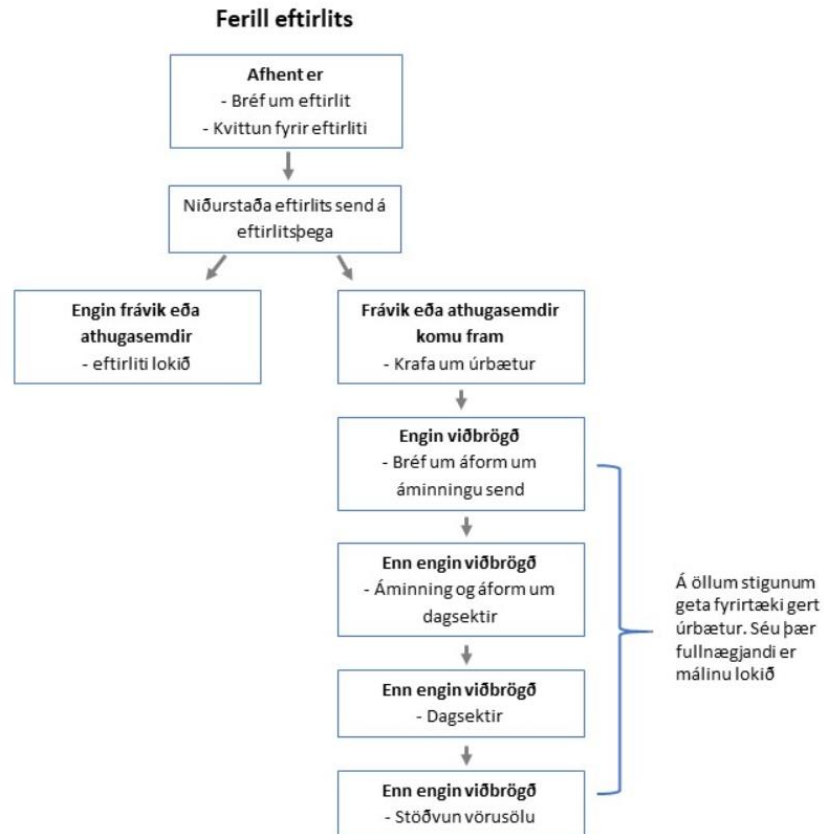 Ferill eftirlits
Afhent er
- Bréf um eftirlit
- Kvittun fyrir eftirliti
Niðurstaða eftirlits send á
eftirlitsþega
Engin frávik eða
athugasemdir
- eftirliti lokið
Frávik eða athugasemdir
komu fram
- Krafa um úrbætur
Engin viðbrögð
- Bréf um áform um
áminningu send
Enn engin viðbrögð
- Áminning og áform um
dagsektir
Enn engin viðbrögð
- Dagsektir
Enn engin viðbrögð
- Stöðvun vörusölu
Á öllum stigunum
geta fyrirtæki gert
úrbætur. Séu þær
fullnægjandi er
málinu lokið